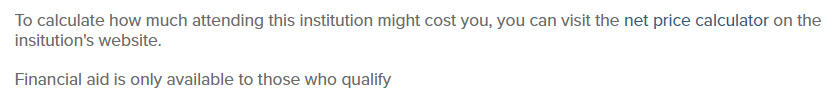 To calculate how much attending this institution might cost you, you can visit the net price calculator on the
insitution's website.
Financial aid is only available to those who qualify